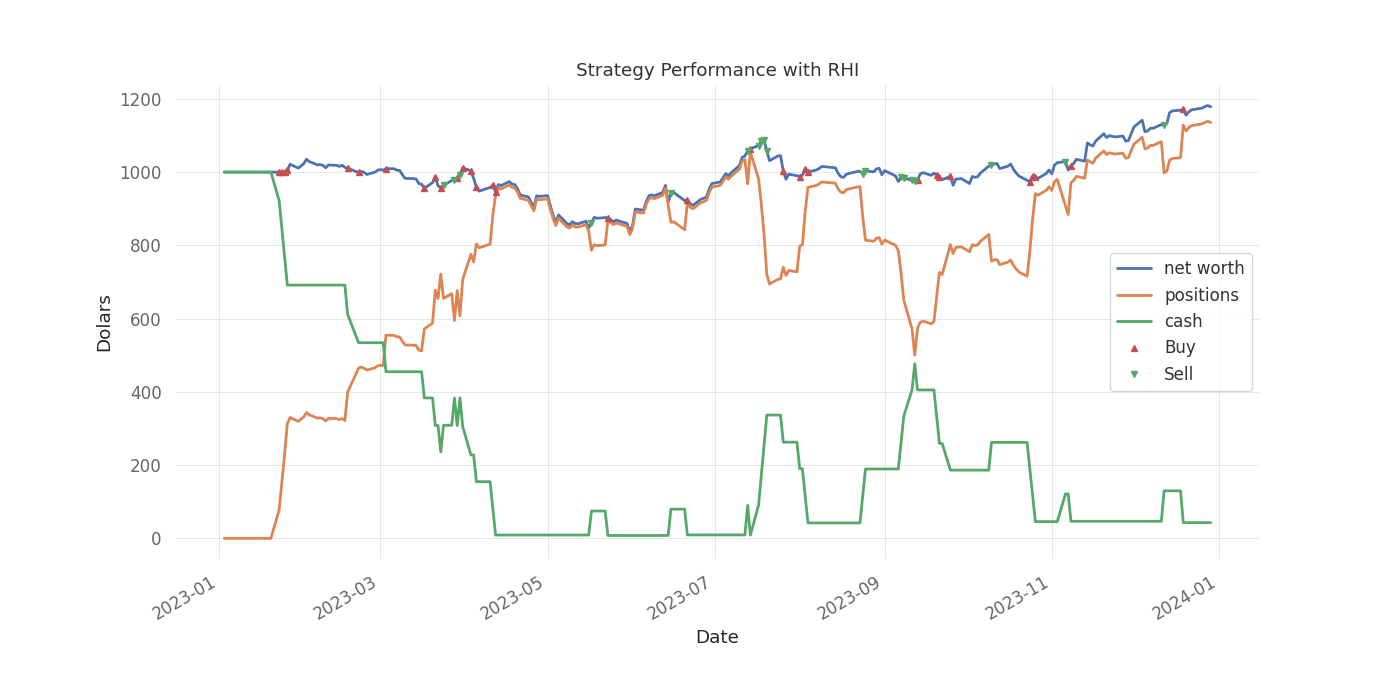 Strategy Performance with RHI
1200
1000
800
600
400
200
0
Dolars
net worth
positions
cash
Buy
Sell
2023-01
2023-03
2023-05
2023-07
2023-09
2023-11
2024-01
Date